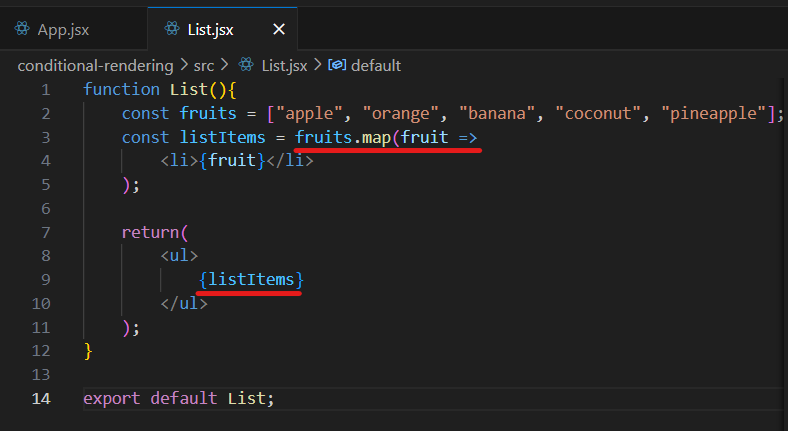 App.jsx List.jsx
conditional-rendering > src > List.jsx > default
1 function List(){
2 const fruits = ["apple", "orange", "banana", "coconut", "pineapple"];
3 const listItems = fruits.map(fruit =>
4 <li>{fruit}</li>
5 );
6
7 return(
8 <ul>
9 {listItems}
10 </ul>
11 );
12 }
13
14 export default List;